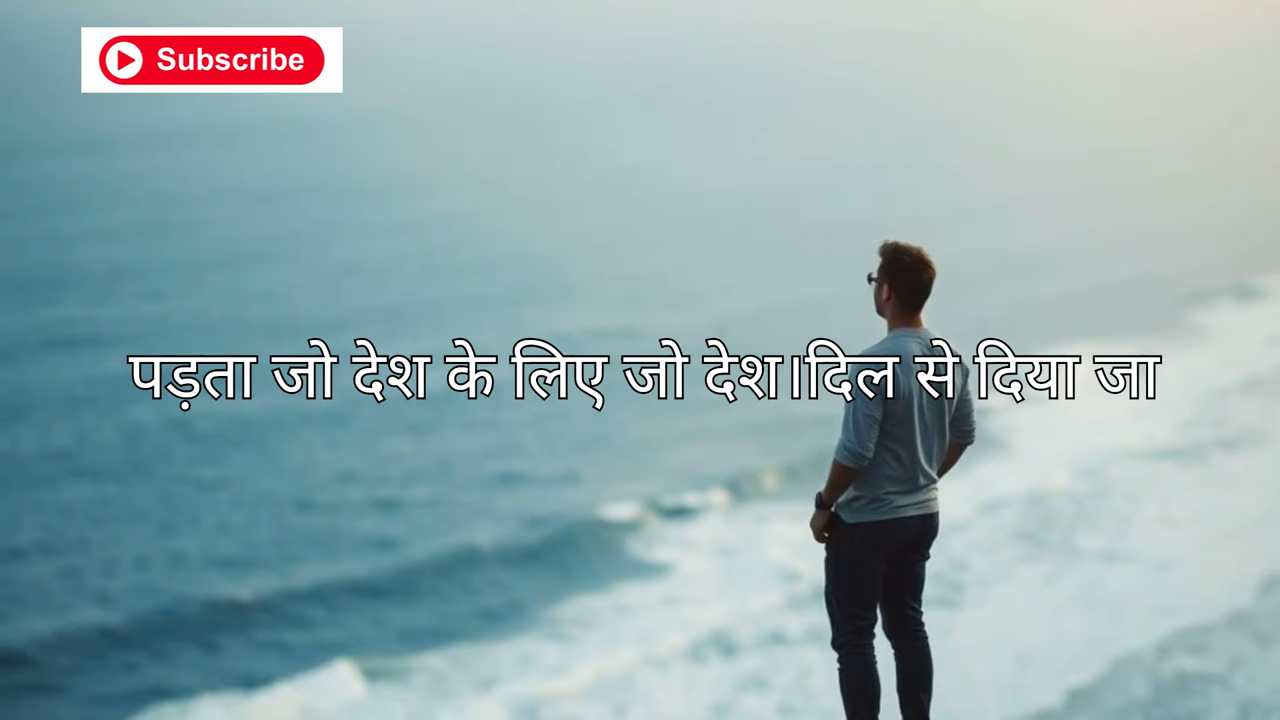 Subscribe
पड़ता जो देश के लिए जो देश।दिल से दिया जा